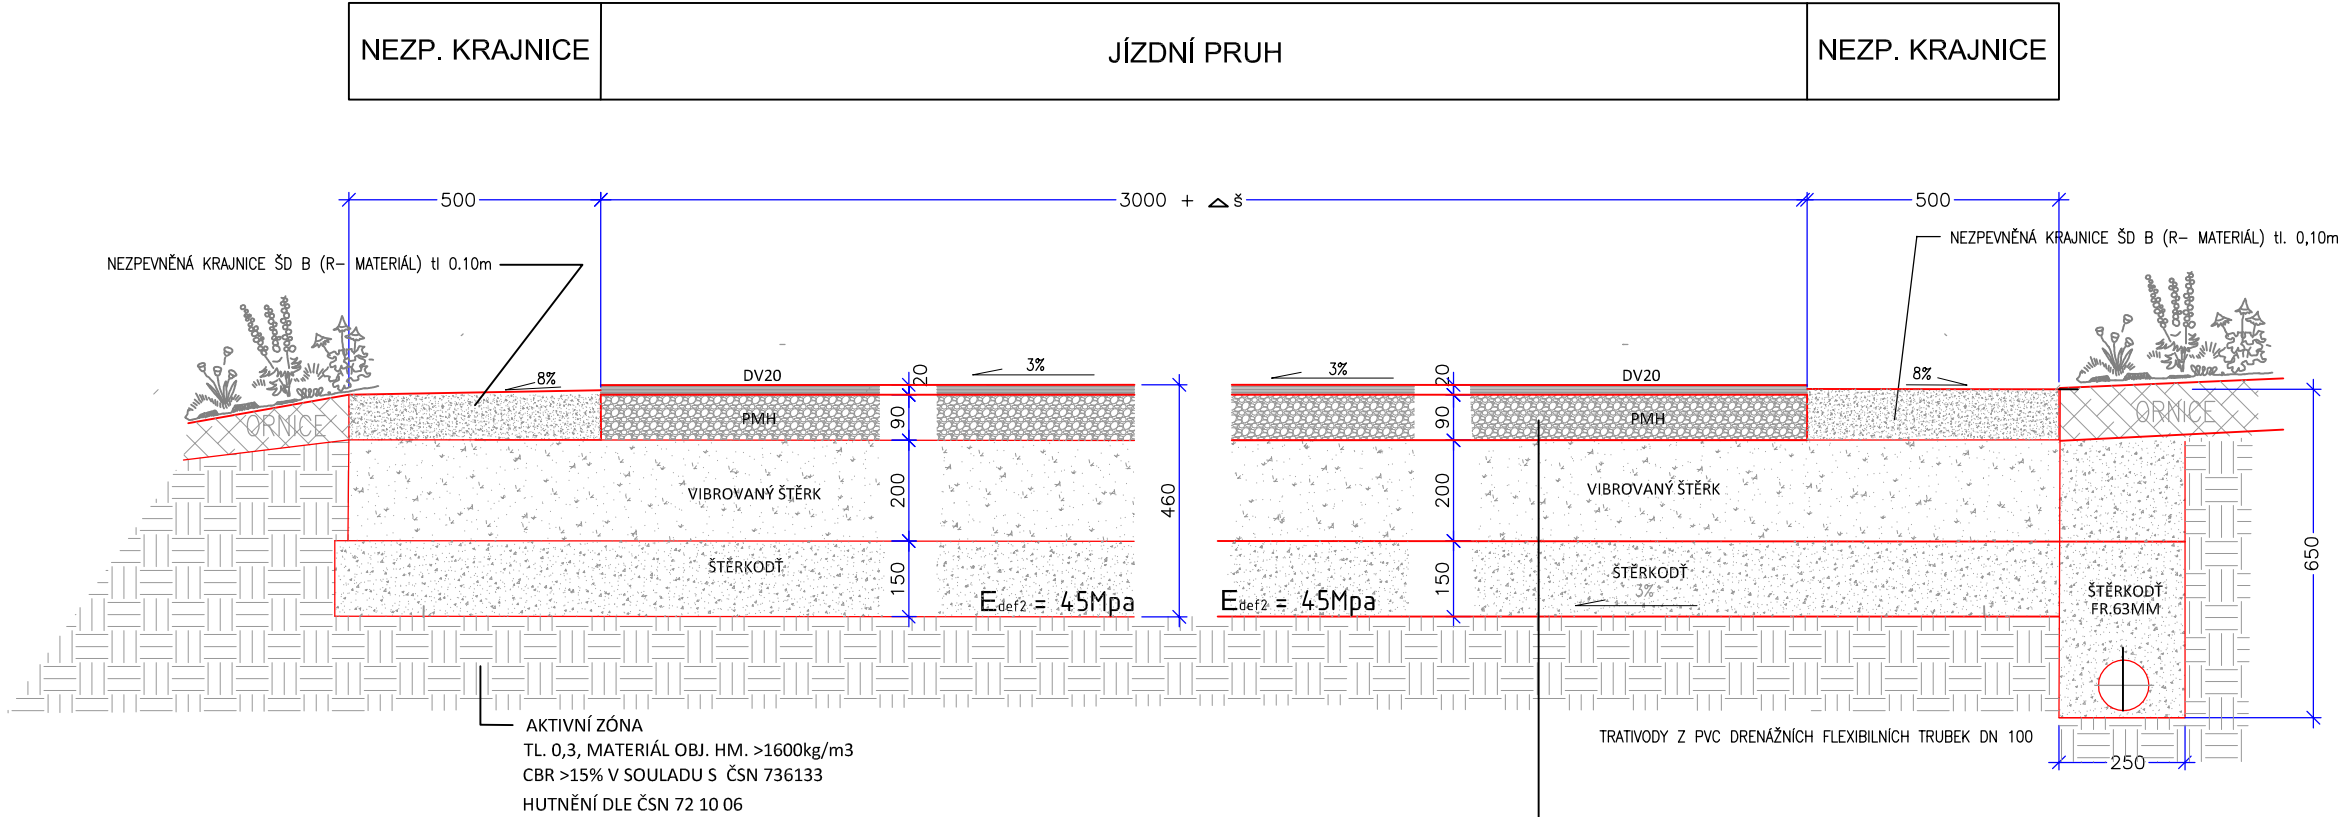 NEZP. KRAJNICE
JÍZDNÍ PRUH
NEZP. KRAJNICE
500
3000 + š
500
NEZPEVNĚNÁ KRAJNICE ŠD B (R- MATERIÁL) tl 0.10m
NEZPEVNĚNÁ KRAJNICE ŠD B (R- MATERIÁL) tl. 0,10m
8%
DV20
20
3%
3%
20
DV20
8%
ORNICE
PMH
90
90
PMH
ORNICE
VIBROVANÝ ŠTĚRK
200
460
200
VIBROVANÝ ŠTĚRK
650
ŠTĚRKODŤ
150
Edef2 = 45Mpa
Edef2 = 45Mpa
150
ŠTĚRKODŤ
3%
ŠTĚRKODŤ
FR.63MM
AKTIVNÍ ZÓNA
TL. 0,3, MATERIÁL OBJ. HM. >1600kg/m3
CBR >15% V SOULADU S ČSN 736133
HUTNĚNÍ DLE ČSN 72 10 06
TRATIVODY Z PVC DRENÁŽNÍCH FLEXIBILNÍCH TRUBEK DN 100
250